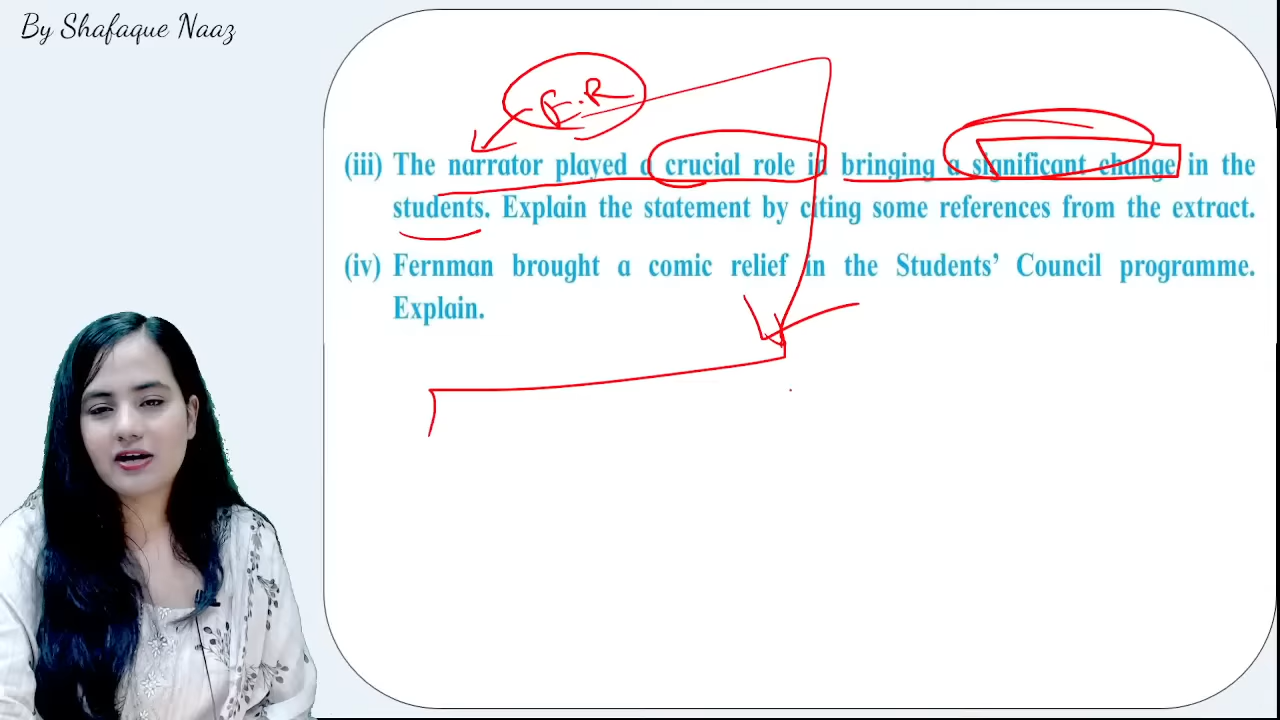 By Shafaque Naaz
E.R
(iii) The narrator played a crucial role in bringing a significant change in the
students. Explain the statement by citing some references from the extract.
(iv) Fernman brought a comic relief in the Students' Council programme.
Explain.